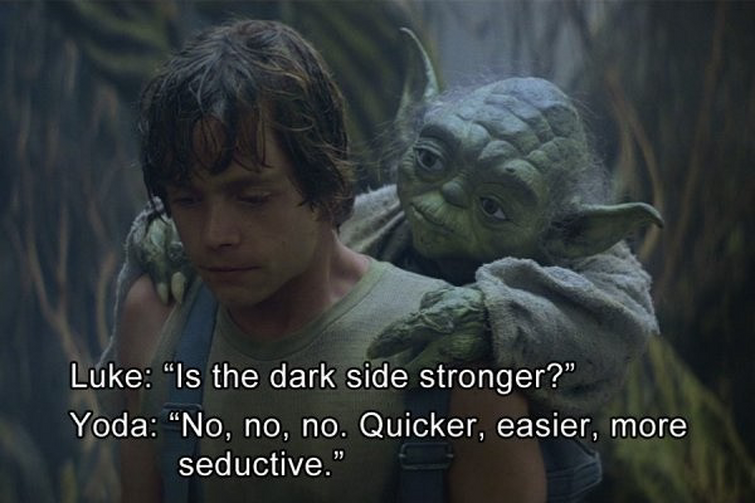 Luke: “Is the dark side stronger?”
Yoda: “No, no, no. Quicker, easier, more
seductive.”